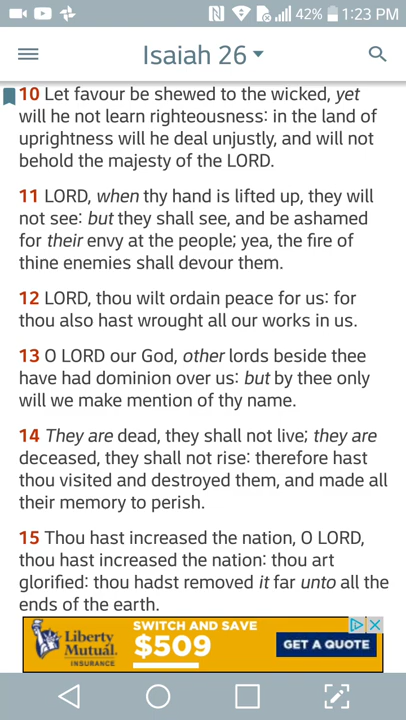 42% 1:23 PM
Isaiah 26
10 Let favour be shewed to the wicked, yet
will he not learn righteousness: in the land of
uprightness will he deal unjustly, and will not
behold the majesty of the LORD.
11 LORD, when thy hand is lifted up, they will
not see: but they shall see, and be ashamed
for their envy at the people; yea, the fire of
thine enemies shall devour them.
12 LORD, thou wilt ordain peace for us: for
thou also hast wrought all our works in us.
13 O LORD our God, other lords beside thee
have had dominion over us: but by thee only
will we make mention of thy name.
14 They are dead, they shall not live; they are
deceased, they shall not rise: therefore hast
thou visited and destroyed them, and made all
their memory to perish.
15 Thou hast increased the nation, O LORD,
thou hast increased the nation: thou art
glorified: thou hadst removed it far unto all the
ends of the earth.
Liberty
Mutual.
INSURANCE
SWITCH AND SAVE
$509
GET A QUOTE